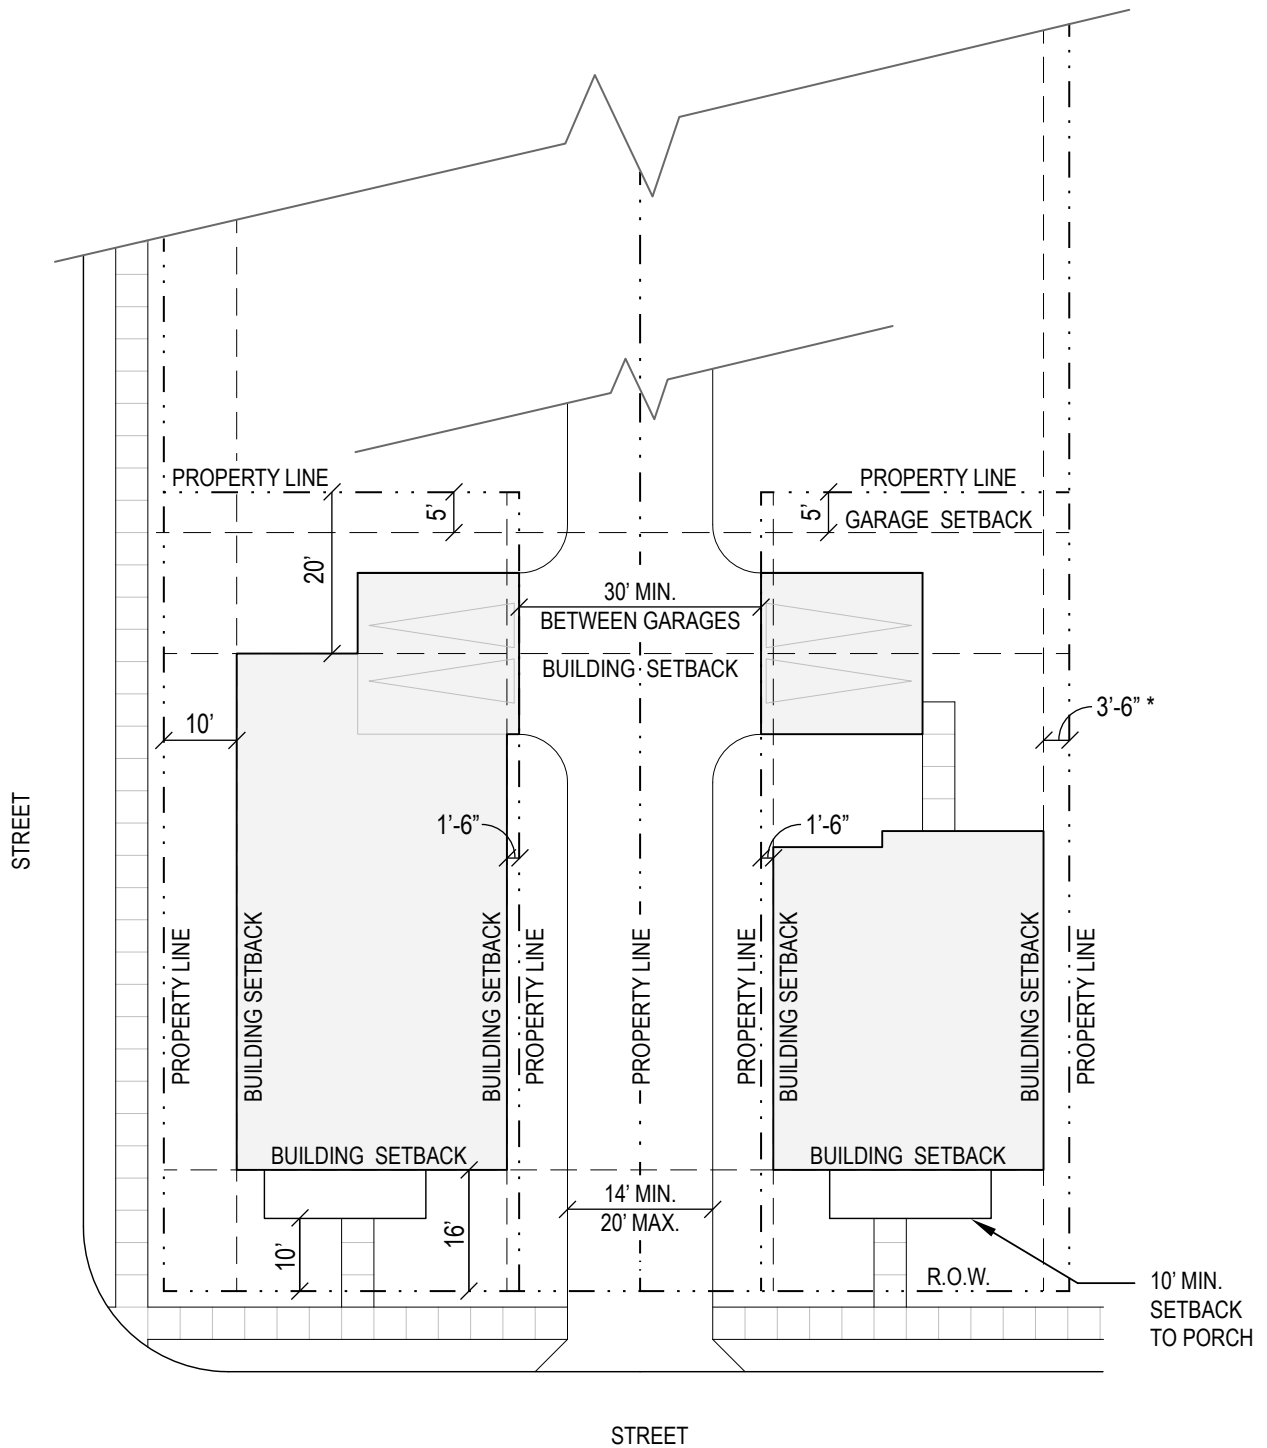 PROPERTY LINE
PROPERTY LINE
5'
5'
GARAGE SETBACK
20'
30' MIN.
BETWEEN GARAGES
BUILDING SETBACK
10'
3'-6” *
1'-6”
1'-6”
STREET
PROPERTY LINE
BUILDING SETBACK
BUILDING SETBACK
PROPERTY LINE
PROPERTY LINE
PROPERTY LINE
BUILDING SETBACK
BUILDING SETBACK
PROPERTY LINE
BUILDING SETBACK
BUILDING SETBACK
14' MIN.
20' MAX.
16'
10'
R.O.W.
10' MIN.
SETBACK
TO PORCH
STREET